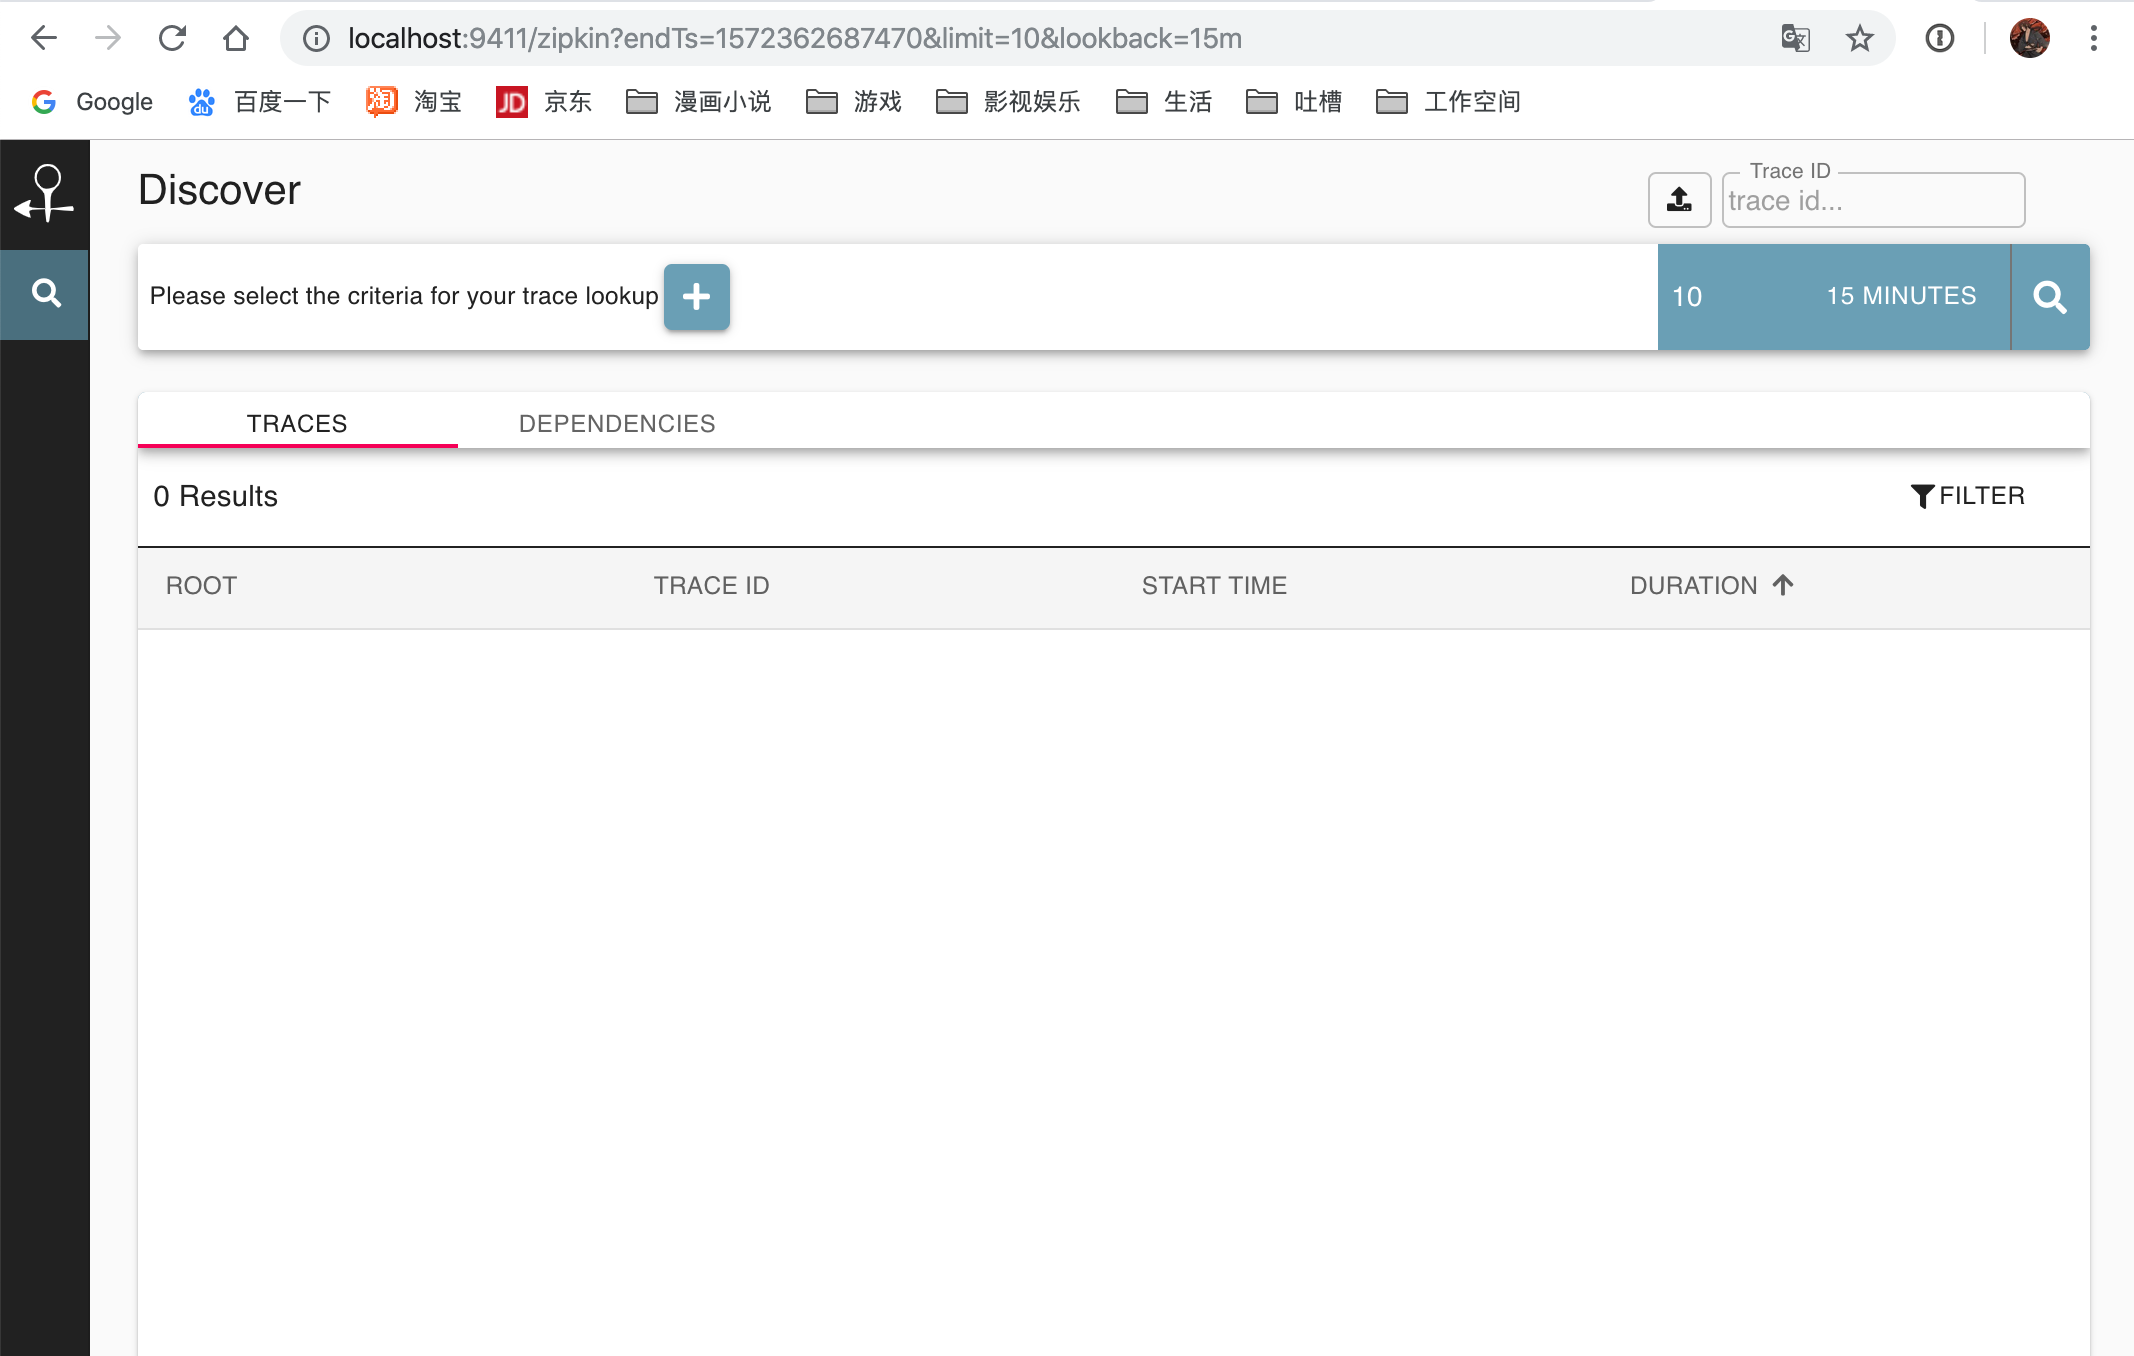 localhost:9411/zipkin?endTs=1572362687470&limit=10&lookback=15m
Google 百度一下 淘宝 JD 京东 漫画小说 游戏 影视娱乐 生活 吐槽 工作空间
Discover
Trace ID
trace id...
Please select the criteria for your trace lookup
10 15 MINUTES
TRACES DEPENDENCIES
0 Results
FILTER
ROOT TRACE ID START TIME DURATION